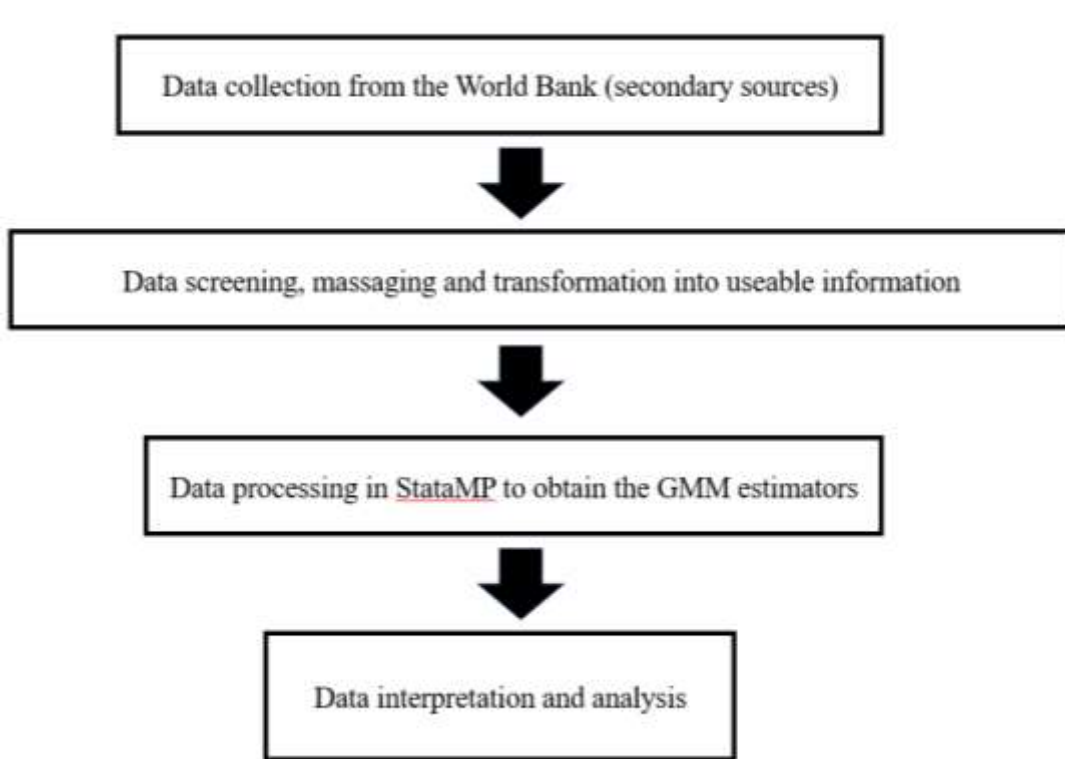 Data collection from the World Bank (secondary sources)
Data screening, massaging and transformation into useable information
Data processing in StataMP to obtain the GMM estimators
Data interpretation and analysis